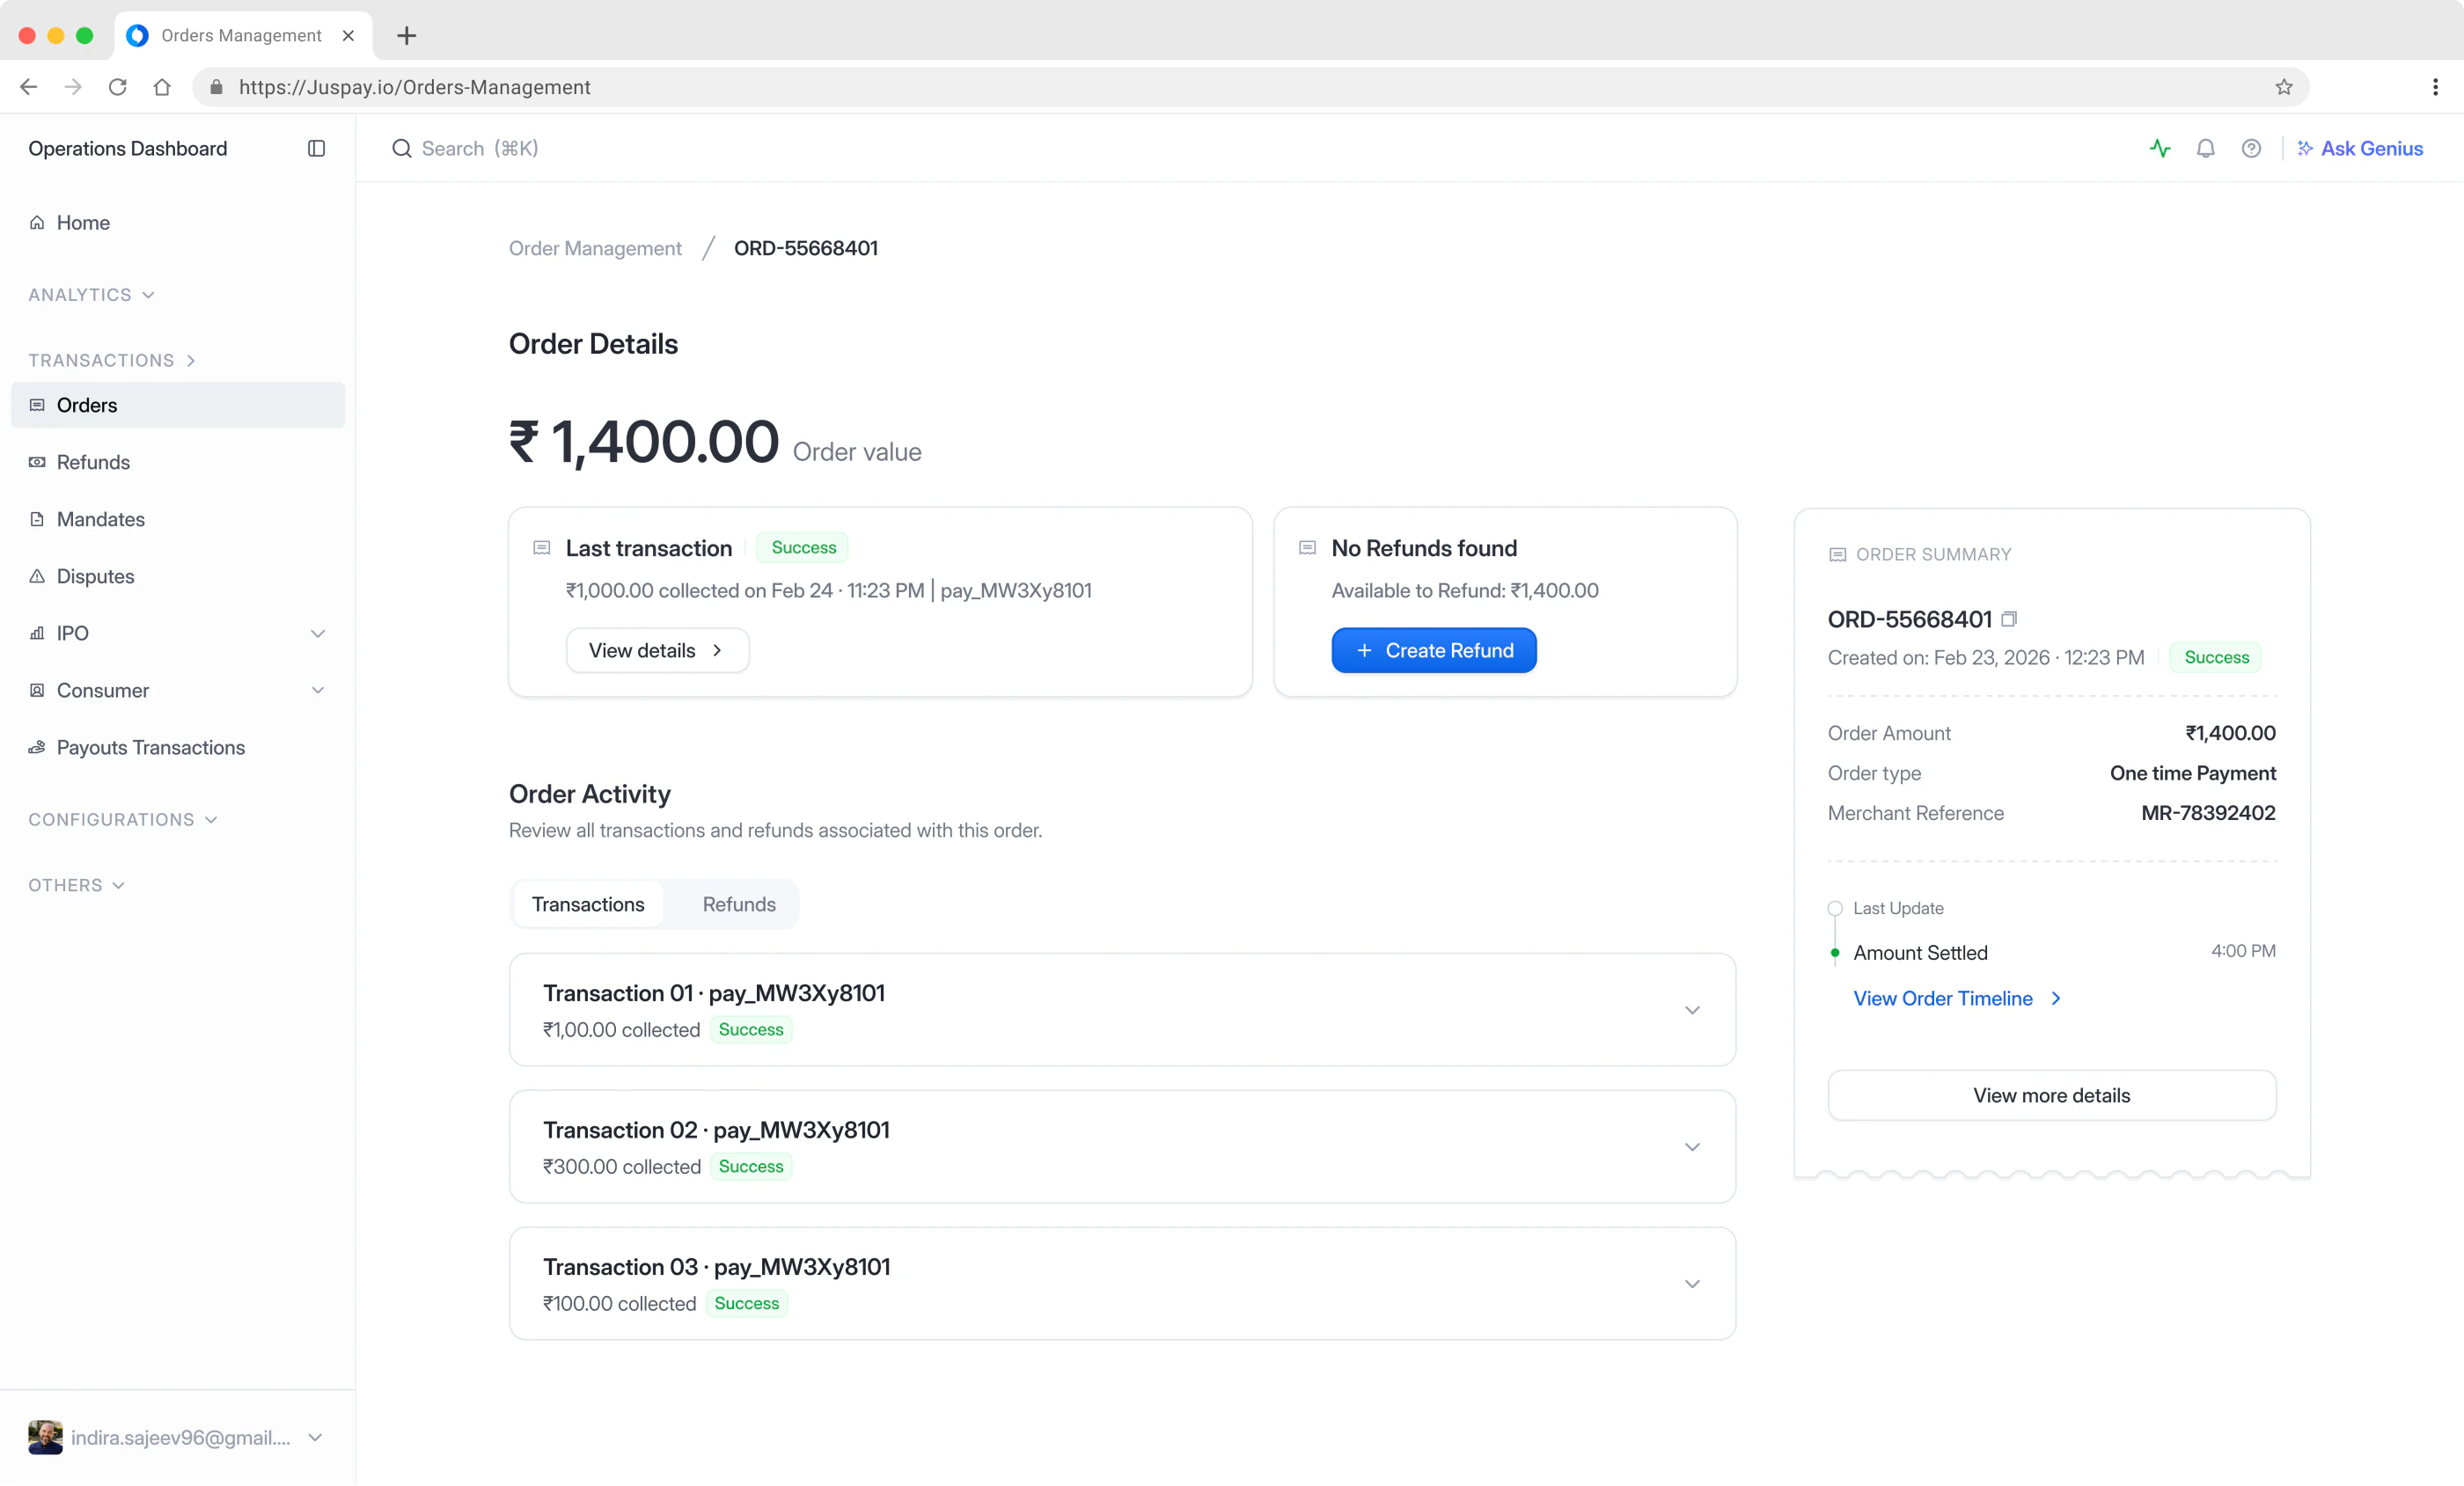 Orders Management
https://Juspay.io/Orders-Management
Operations Dashboard
Home
ANALYTICS
TRANSACTIONS
Orders
Refunds
Mandates
Disputes
IPO
Consumer
Payouts Transactions
CONFIGURATIONS
OTHERS
indira.sajeev96@gmail....
Search (⌘K)
Ask Genius
Order Management / ORD-55668401
Order Details
₹ 1,400.00 Order value
Last transaction Success
₹1,000.00 collected on Feb 24 · 11:23 PM | pay_MW3Xy8101
View details
No Refunds found
Available to Refund: ₹1,400.00
+ Create Refund
Order Activity
Review all transactions and refunds associated with this order.
Transactions Refunds
Transaction 01 · pay_MW3Xy8101
₹1,00.00 collected Success
Transaction 02 · pay_MW3Xy8101
₹300.00 collected Success
Transaction 03 · pay_MW3Xy8101
₹100.00 collected Success
ORDER SUMMARY
ORD-55668401
Created on: Feb 23, 2026 · 12:23 PM Success
Order Amount ₹1,400.00
Order type One time Payment
Merchant Reference MR-78392402
Last Update
Amount Settled 4:00 PM
View Order Timeline
View more details